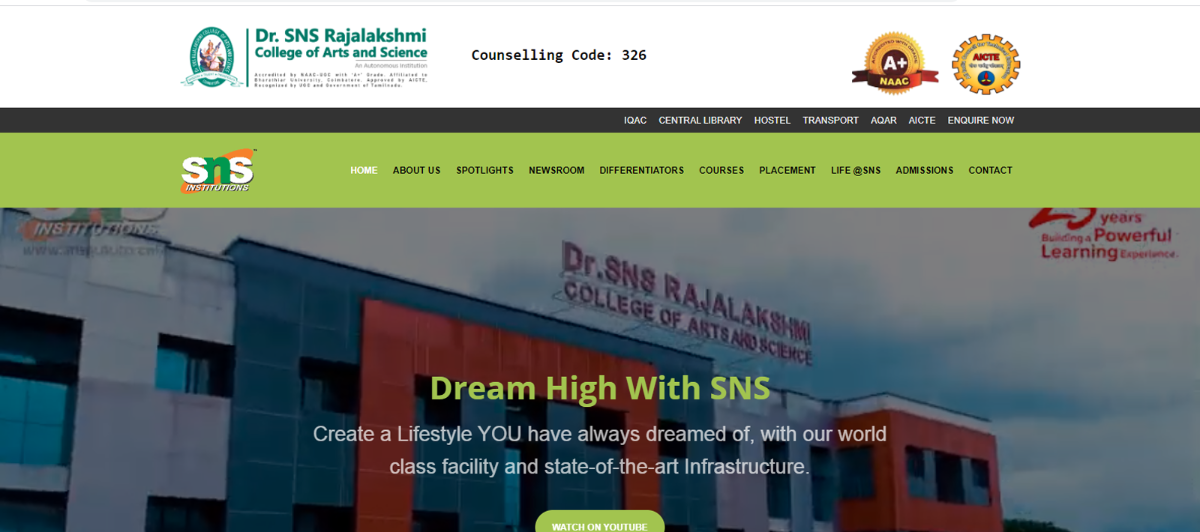 Dr. SNS Rajalakshmi
College of Arts and Science
An Autonomous Institution
Accredited by NAAC-UGC with 'A+' Grade. Affiliated to
Bharathiar University, Coimbatore. Approved by AICTE,
Recognised by UGC and Government of Tamilnadu.
Counselling Code: 326
A+
NAAC
AICTE
IQAC CENTRAL LIBRARY HOSTEL TRANSPORT AQAR AICTE ENQUIRE NOW
sns
INSTITUTIONS
HOME ABOUT US SPOTLIGHTS NEWSROOM DIFFERENTIATORS COURSES PLACEMENT LIFE @SNS ADMISSIONS CONTACT
INSTITUTIONS
25 years
Building a Powerful
Learning Experience.
Dr.SNS RAJALAKSHMI
COLLEGE OF ARTS AND SCIENCE
Dream High With SNS
Create a Lifestyle YOU have always dreamed of, with our world
class facility and state-of-the-art Infrastructure.
WATCH ON YOUTUBE